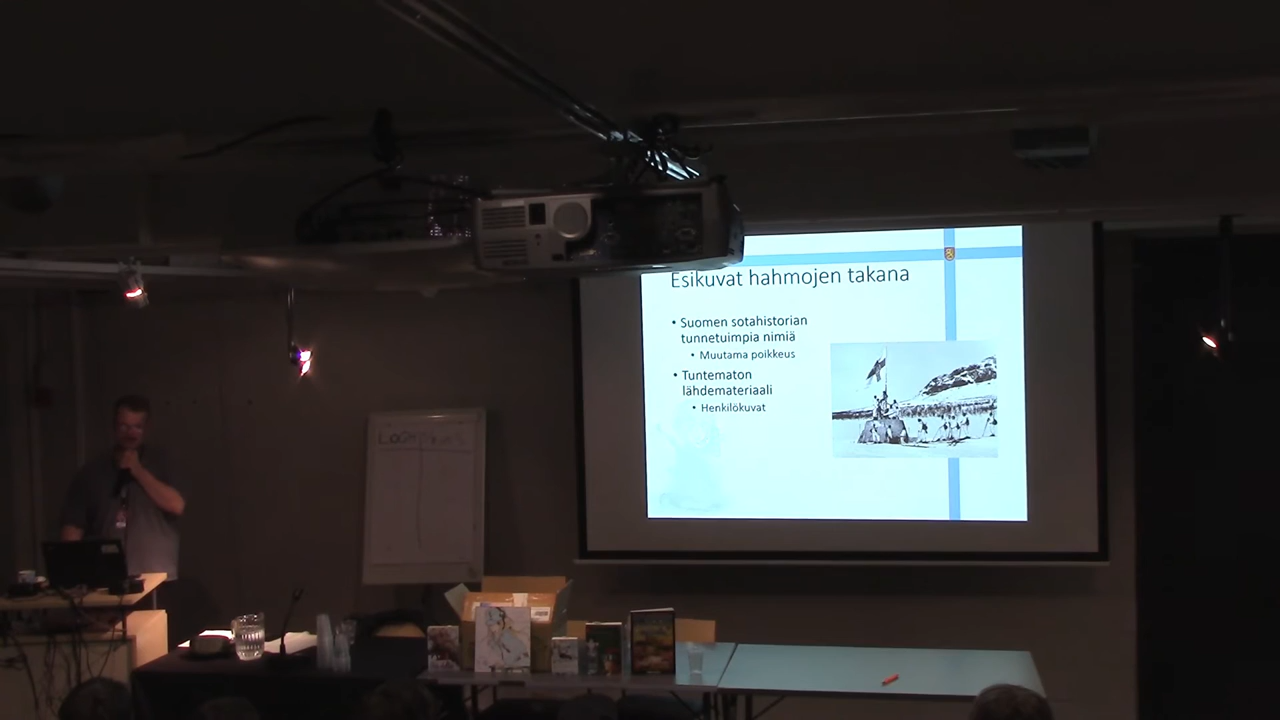 Esikuvat hahmojen takana
• Suomen sotahistorian
tunnetuimpia nimiä
• Muutama poikkeus
• Tuntematon
lähdemateriaali
• Henkilökuvat